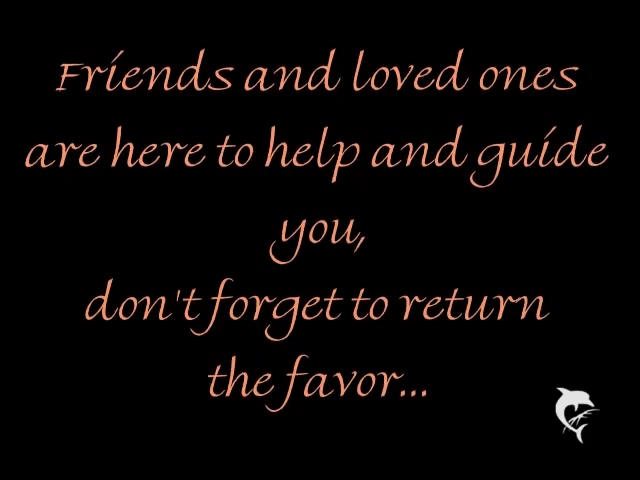 Friends and loved ones
are here to help and guide
you,
don't forget to return
the favor...